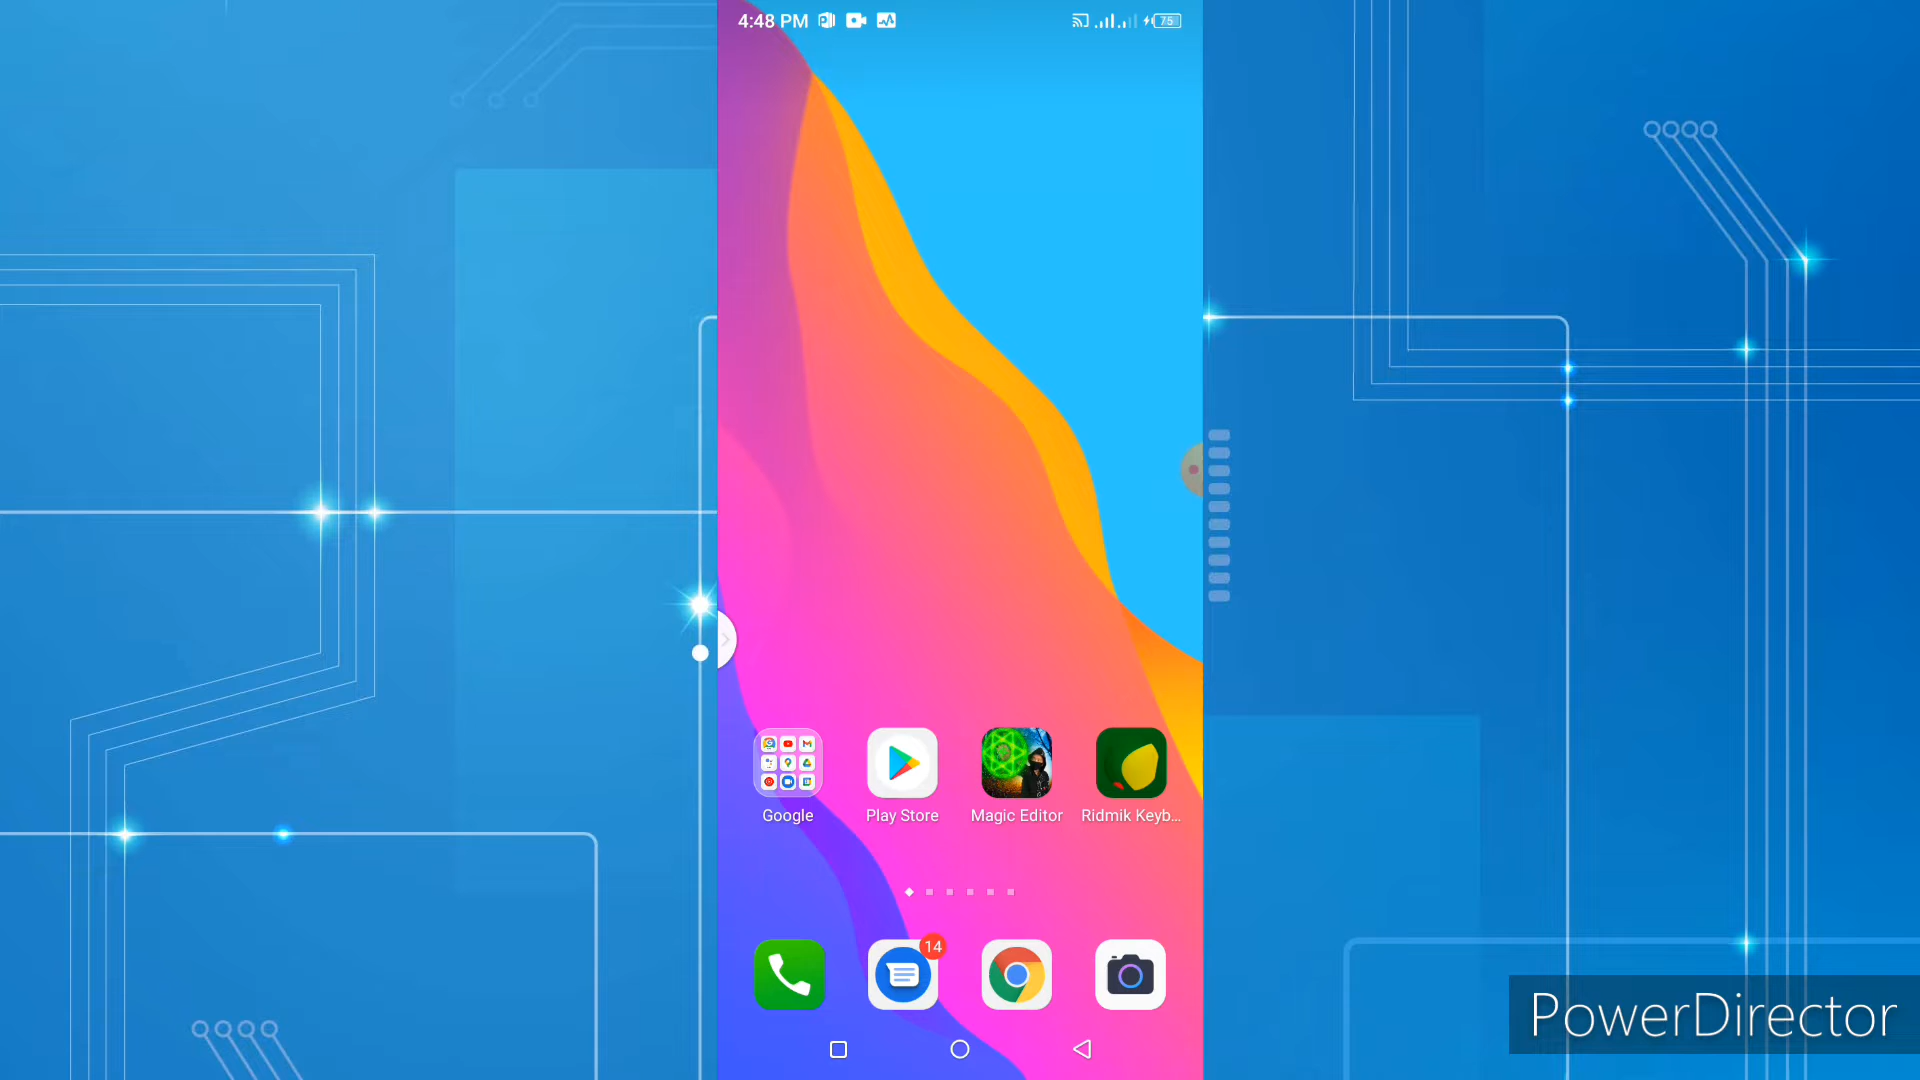 4:48 PM
75
Google
Play Store
Magic Editor
Ridmik Keyb...
14
PowerDirector